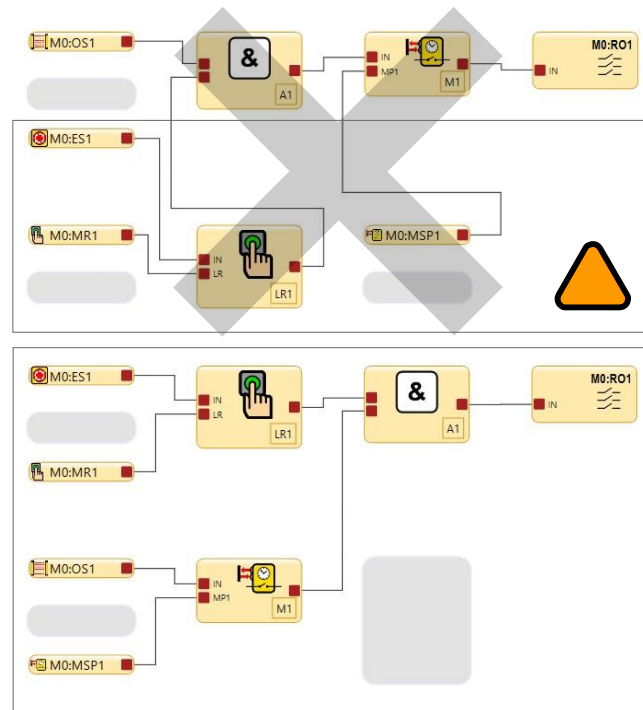 M0:OS1
&
A1
IN
MP1
M1
M0:RO1
IN
M0:ES1
M0:MR1
IN
LR
LR1
M0:MSP1
M0:ES1
M0:MR1
IN
LR
LR1
&
A1
M0:RO1
IN
M0:OS1
M0:MSP1
IN
MP1
M1